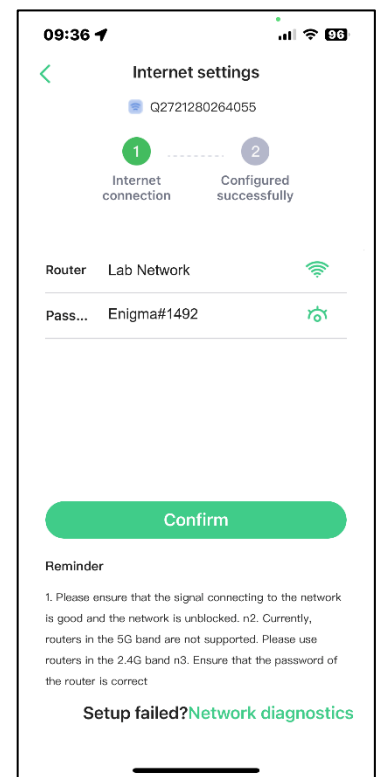 09:36
96
Internet settings
Q2721280264055
1 2
Internet Configured
connection successfully
Router Lab Network
Pass... Enigma#1492
Confirm
Reminder
1. Please ensure that the signal connecting to the network
is good and the network is unblocked. n2. Currently,
routers in the 5G band are not supported. Please use
routers in the 2.4G band n3. Ensure that the password of
the router is correct
Setup failed?Network diagnostics